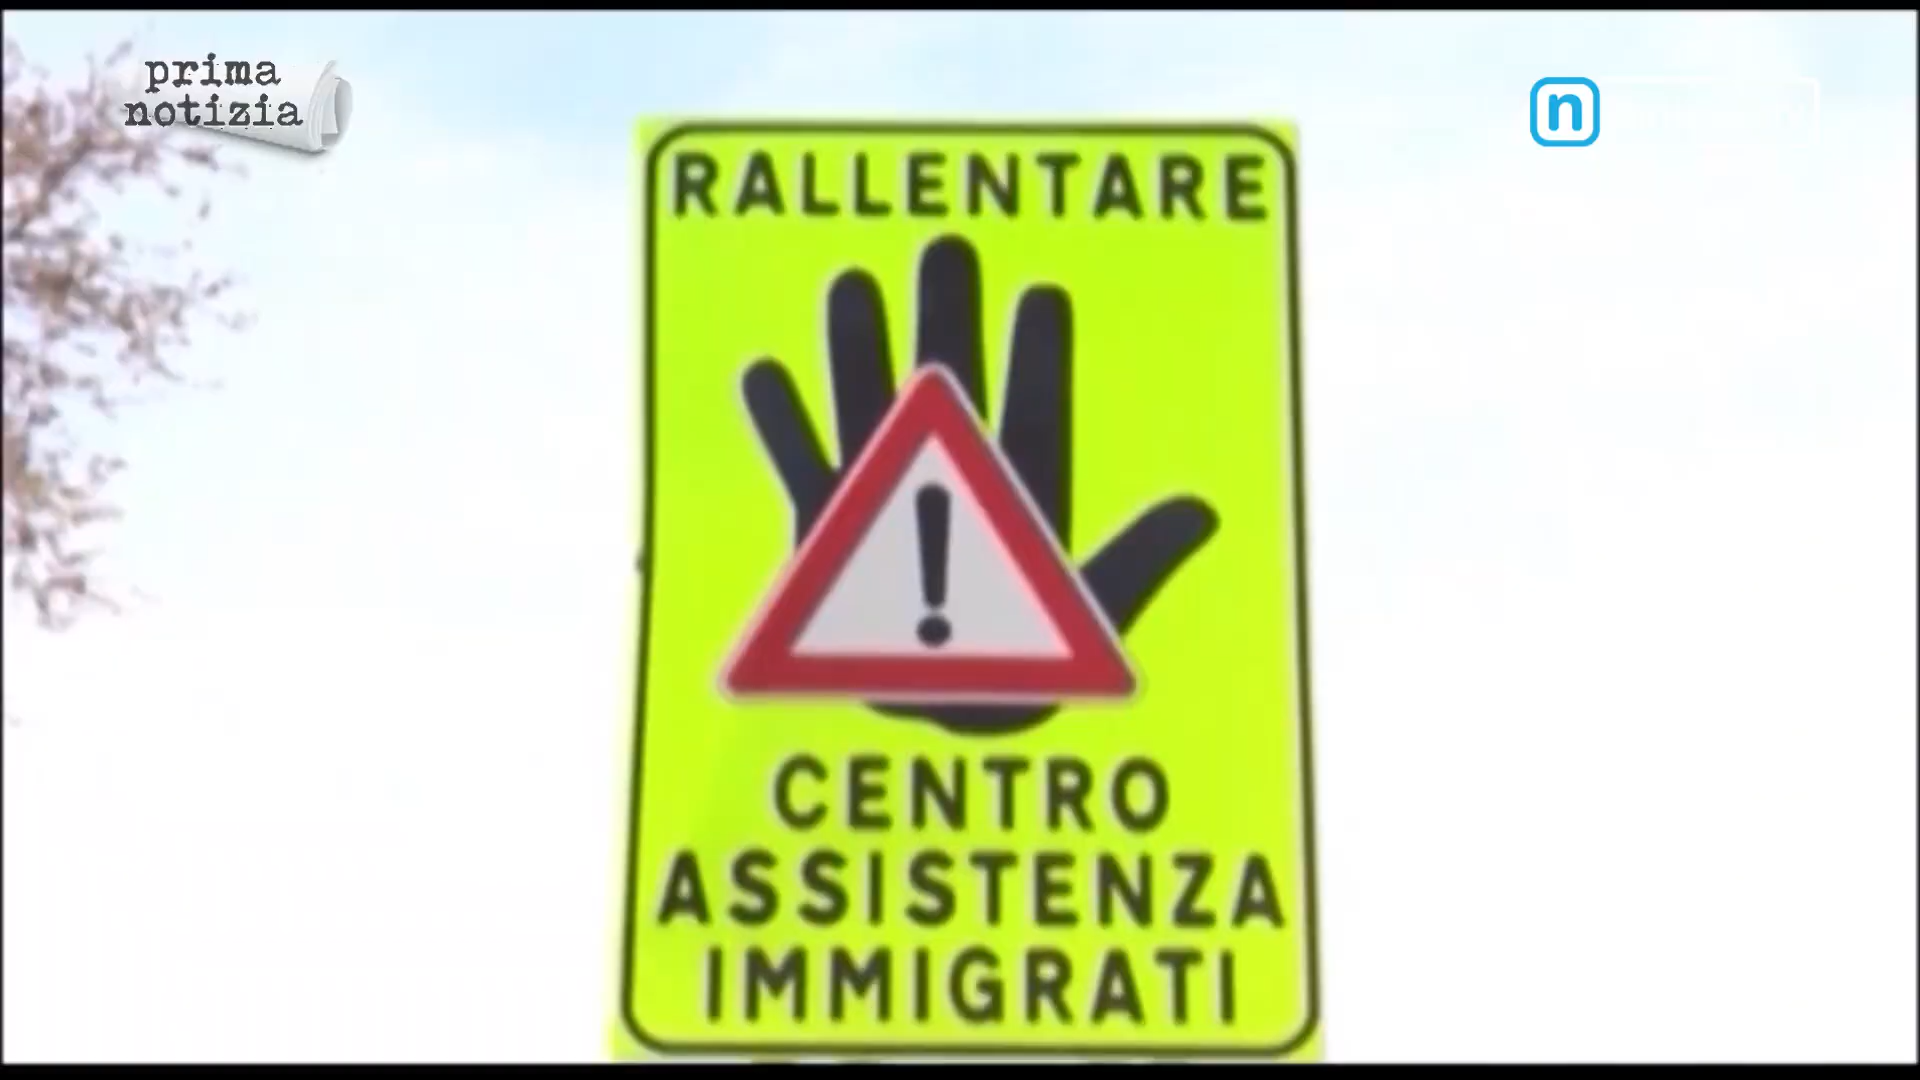 prima
notizia
n
RALLENTARE
!
CENTRO
ASSISTENZA
IMMIGRATI